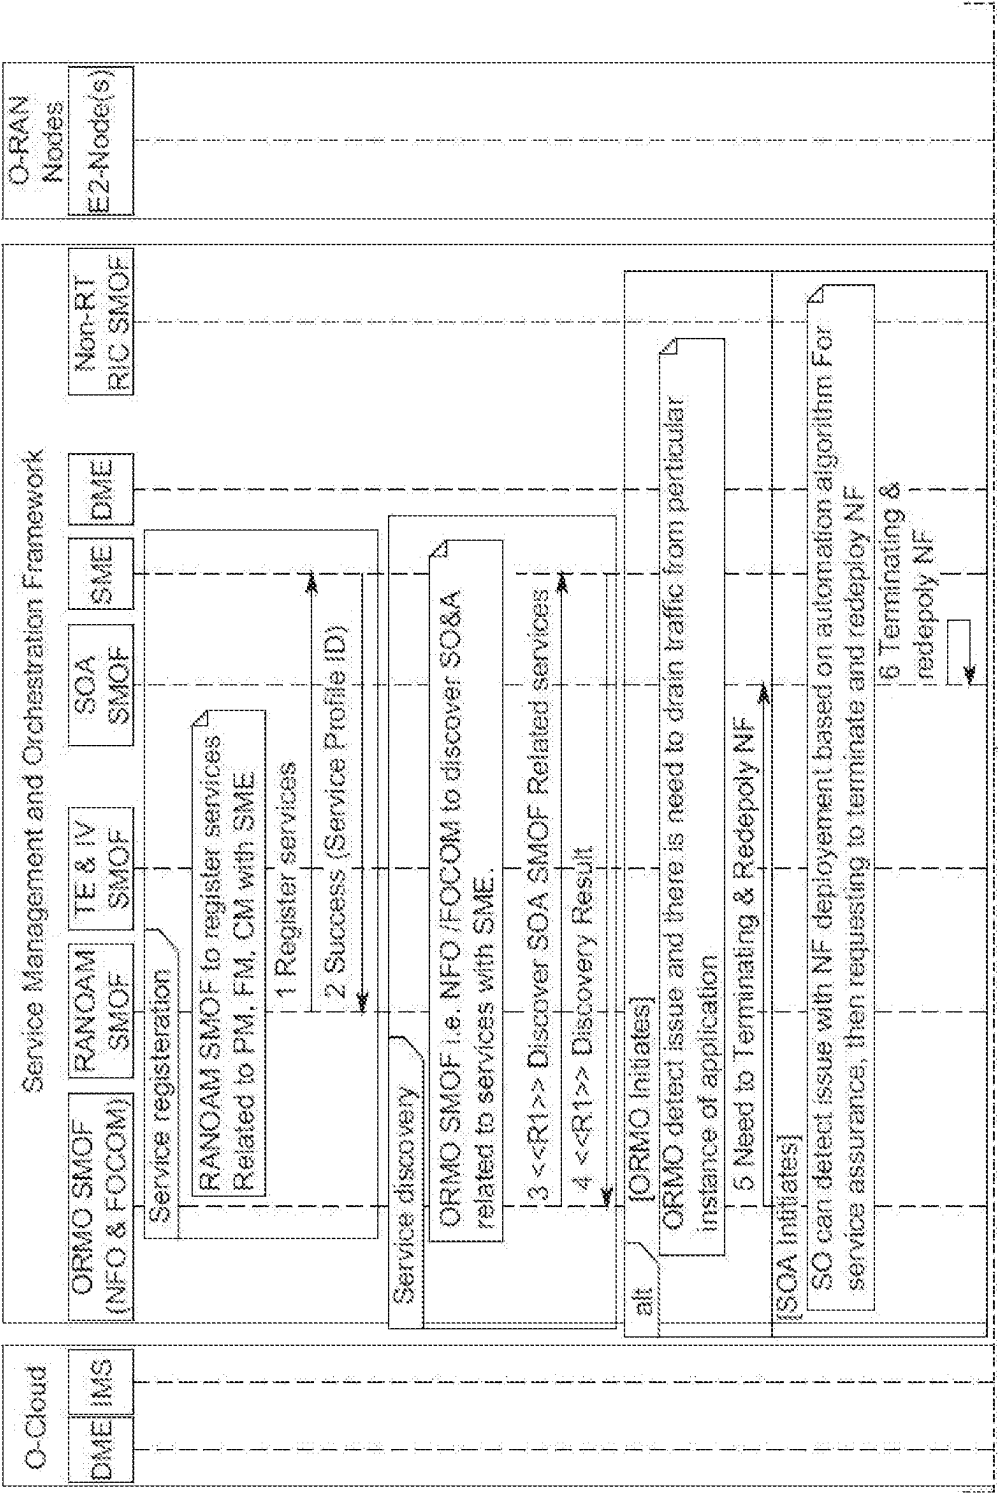 Service Management and Orchestration Framework
O-Cloud
O-RAN
Nodes
DME
IMS
ORMO SMOF
(NFO & FOCOM)
RANOAM
SMOF
TE & IV
SMOF
SOA
SMOF
SME
DME
Non-RT
RIC SMOF
E2-Node(s)
Service registeration
RANOAM SMOF to register services
Related to PM, FM, CM with SME.
1 Register services
2 Success (Service Profile ID)
Service discovery
ORMO SMOF i.e. NFO /FOCOM to discover SO&A
related to services with SME.
3 <<R1>> Discover SOA SMOF Related services
4 <<R1>> Discovery Result
alt
[ORMO Initiates]
ORMO detect issue and there is need to drain traffic from perticular
instance of application
5 Need to Terminating & Redepoly NF
[SOA Intitiates]
SO can detect issue with NF deployement based on automation algorithm For
service assurance, then requesting to terminate and redeploy NF
6 Terminating &
redepoly NF